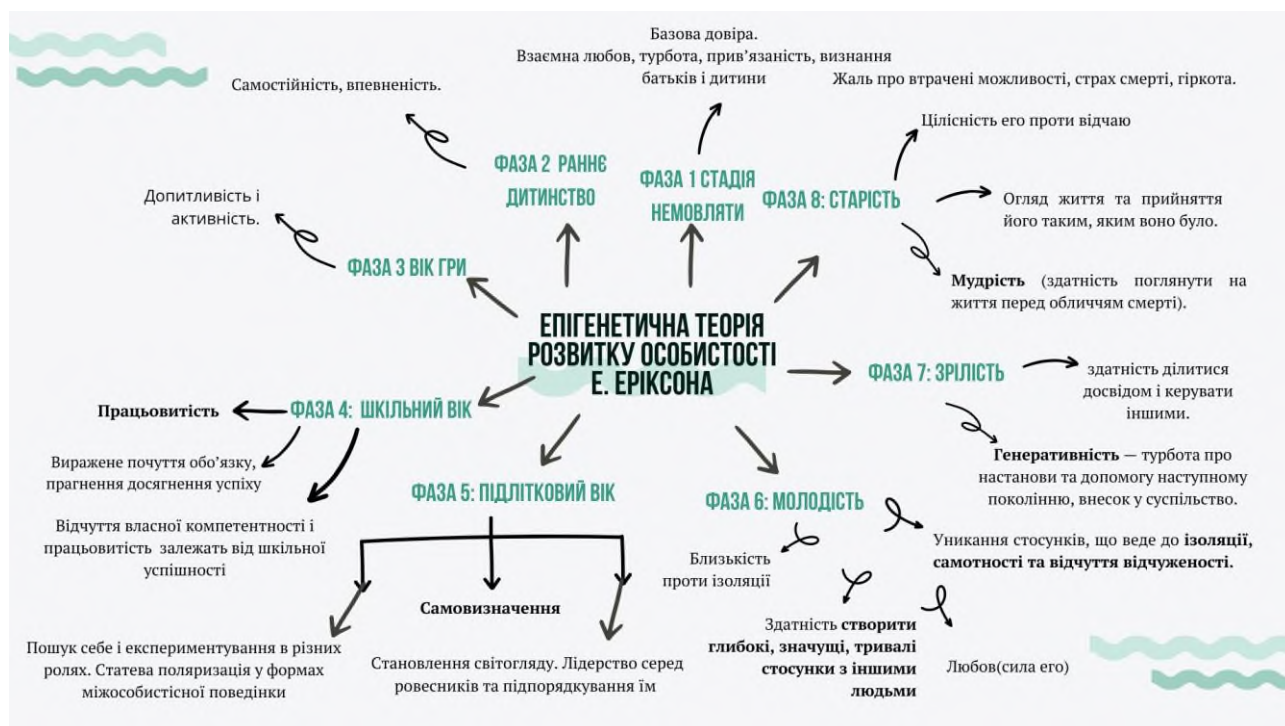 Базова довіра.
Взаємна любов, турбота, прив’язаність, визнання
батьків і дитини
Самостійність, впевненість.
Жаль про втрачені можливості, страх смерті, гіркота.
Цілісність его проти відчаю
ФАЗА 2 РАННЄ
ДИТИНСТВО
ФАЗА 1 СТАДІЯ
НЕМОВЛЯТИ
ФАЗА 8: СТАРІСТЬ
Огляд життя та прийняття
його таким, яким воно було.
Допитливість і
активність.
ФАЗА 3 ВІК ГРИ
Мудрість (здатність поглянути на
життя перед обличчям смерті).
ЕПІГЕНЕТИЧНА ТЕОРІЯ
РОЗВИТКУ ОСОБИСТОСТІ
Е. ЕРІКСОНА
ФАЗА 7: ЗРІЛІСТЬ
здатність ділитися
досвідом і керувати
іншими.
Генеративність — турбота про
настанови та допомогу наступному
поколінню, внесок у суспільство.
Працьовитість
ФАЗА 4: ШКІЛЬНИЙ ВІК
Виражене почуття обо’язку,
прагнення досягнення успіху
Відчуття власної компетентності і
працьовитість залежать від шкільної
успішності
ФАЗА 5: ПІДЛІТКОВИЙ ВІК
Самовизначення
Пошук себе і експериментування в різних
ролях. Статева поляризація у формах
міжособистісної поведінки
Становлення світогляду. Лідерство серед
ровесників та підпорядкування їм
ФАЗА 6: МОЛОДІСТЬ
Близькість
проти ізоляції
Уникання стосунків, що веде до ізоляції,
самотності та відчуття відчуженості.
Здатність створити
глибокі, значущі, тривалі
стосунки з іншими
людьми
Любов(сила его)